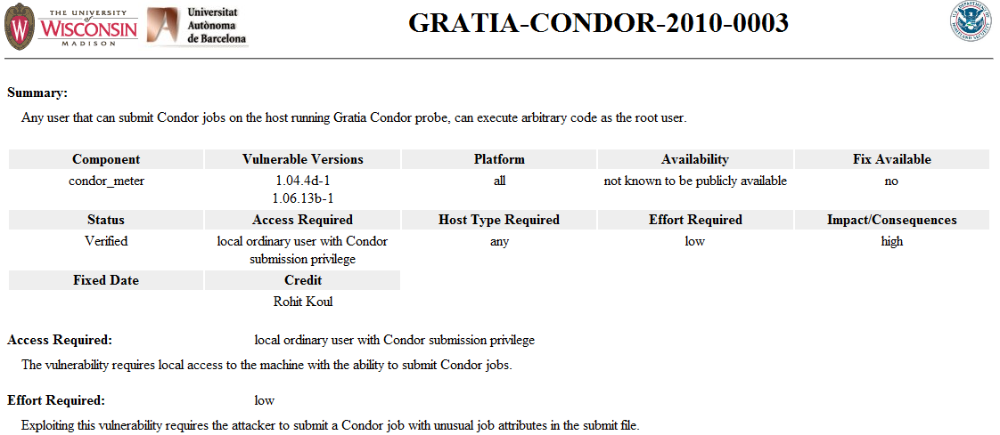 THE UNIVERSITY
of
WISCONSIN
MADISON
Universitat
Autònoma
de Barcelona
GRATIA-CONDOR-2010-0003
Summary:
Any user that can submit Condor jobs on the host running Gratia Condor probe, can execute arbitrary code as the root user.
Component Vulnerable Versions Platform Availability Fix Available
condor_meter 1.04.4d-1 all not known to be publicly available no
1.06.13b-1
Status Access Required Host Type Required Effort Required Impact/Consequences
Verified local ordinary user with Condor any low high
submission privilege
Fixed Date Credit
Rohit Koul
Access Required: local ordinary user with Condor submission privilege
The vulnerability requires local access to the machine with the ability to submit Condor jobs.
Effort Required: low
Exploiting this vulnerability requires the attacker to submit a Condor job with unusual job attributes in the submit file.